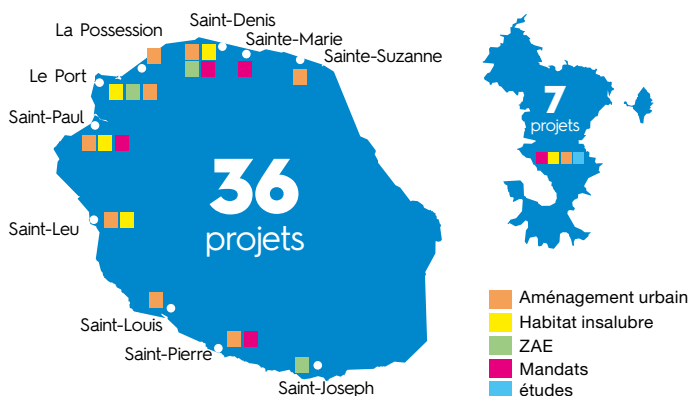 Saint-Denis
La Possession
Sainte-Marie
Sainte-Suzanne
Le Port
Saint-Paul
36
projets
7
projets
Saint-Leu
Saint-Louis
Saint-Pierre
Saint-Joseph
Aménagement urbain
Habitat insalubre
ZAE
Mandats
études